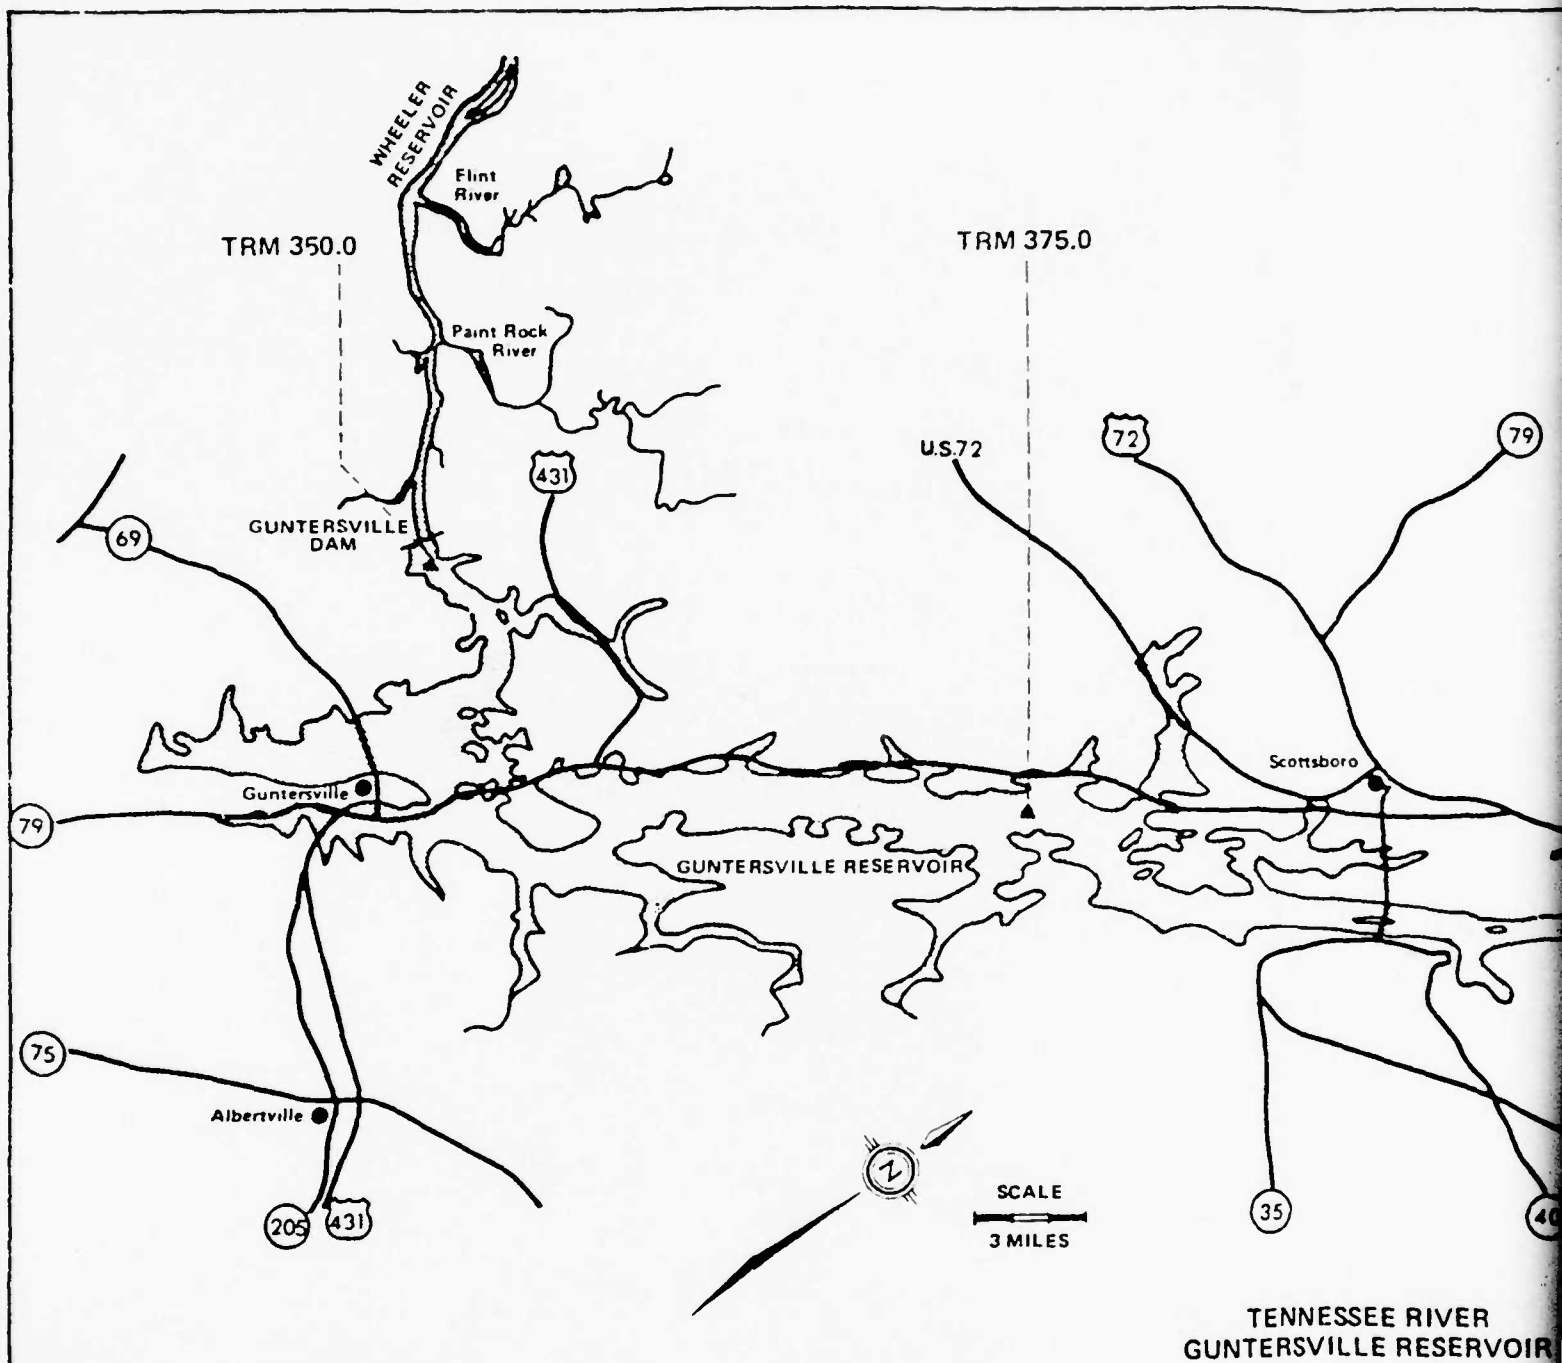 WHEELER
RESERVOIR
Flint
River
TRM 350.0
TRM 375.0
Paint Rock
River
431
U.S.72
72
79
69
GUNTERSVILLE
DAM
Scottsboro
Guntersville
79
GUNTERSVILLE RESERVOIR
75
Albertville
N
SCALE
3 MILES
205
431
35
40
TENNESSEE RIVER
GUNTERSVILLE RESERVOIR